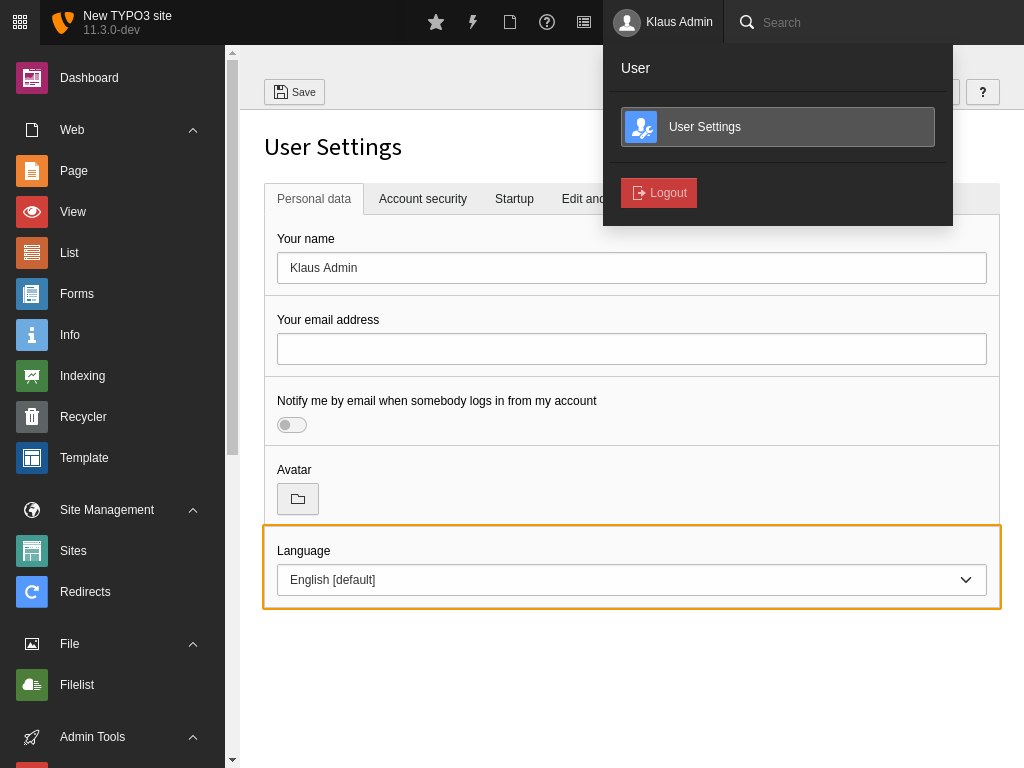 New TYPO3 site
11.3.0-dev
Klaus Admin
Search
User
User Settings
Logout
Dashboard
Web
Page
View
List
Forms
Info
Indexing
Recycler
Template
Site Management
Sites
Redirects
File
Filelist
Admin Tools
Save
?
User Settings
Personal data
Account security
Startup
Edit and
Your name
Klaus Admin
Your email address
Notify me by email when somebody logs in from my account
Avatar
Language
English [default]